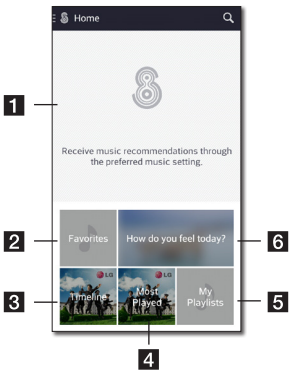 Home
1
Receive music recommendations through
the preferred music setting.
2
Favorites
How do you feel today?
6
3
LG
Timeline
LG
Most
Played
My
Playlists
5
4